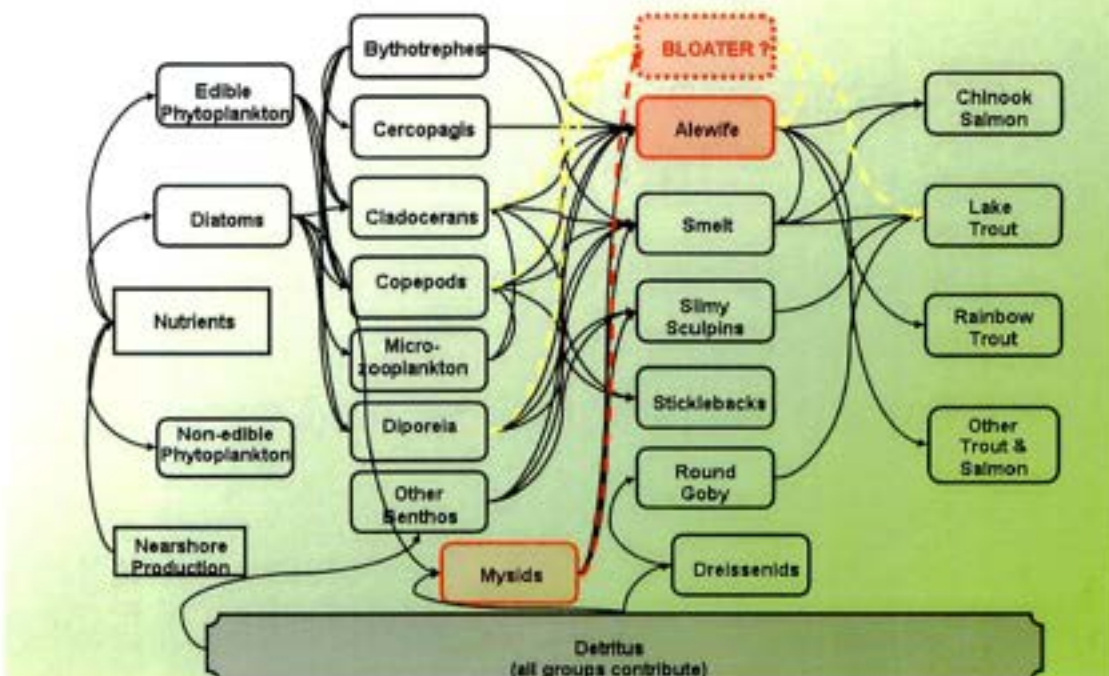 Edible
Phytoplankton
Diatoms
Nutrients
Non-edible
Phytoplankton
Nearshore
Production
Bythotrephes
Cercopagis
Cladocerans
Copepods
Micro-
zooplankton
Diporeia
Other
Benthos
Mysids
BLOATER ?
Alewife
Smelt
Slimy
Sculpins
Sticklebacks
Round
Goby
Dreissenids
Chinook
Salmon
Lake
Trout
Rainbow
Trout
Other
Trout &
Salmon
Detritus
(all groups contribute)